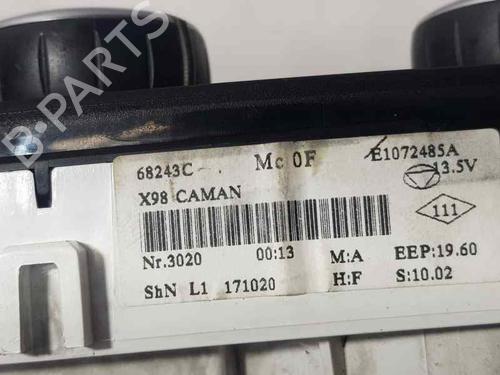 B-PARTS
68243C Mc 0F E1072485A
13.5V
X98 CAMAN
111
Nr.3020 00:13 M:A EEP:19.60
ShN L1 171020 H:F S:10.02